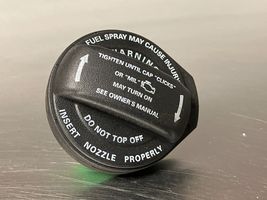 FUEL SPRAY MAY CAUSE INJURY
WARNING
TIGHTEN UNTIL CAP "CLICKS"
OR "MIL"
MAY TURN ON
SEE OWNER'S MANUAL
DO NOT TOP OFF
INSERT NOZZLE PROPERLY